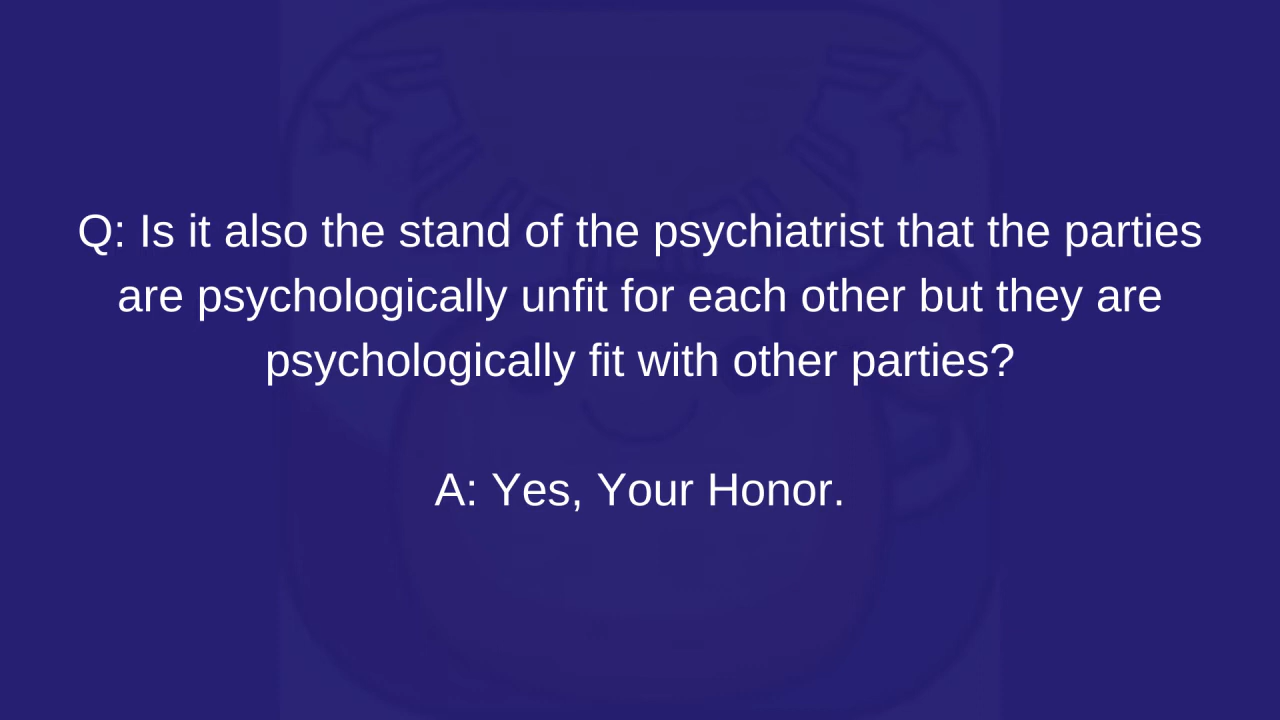 Q: Is it also the stand of the psychiatrist that the parties
are psychologically unfit for each other but they are
psychologically fit with other parties?
A: Yes, Your Honor.